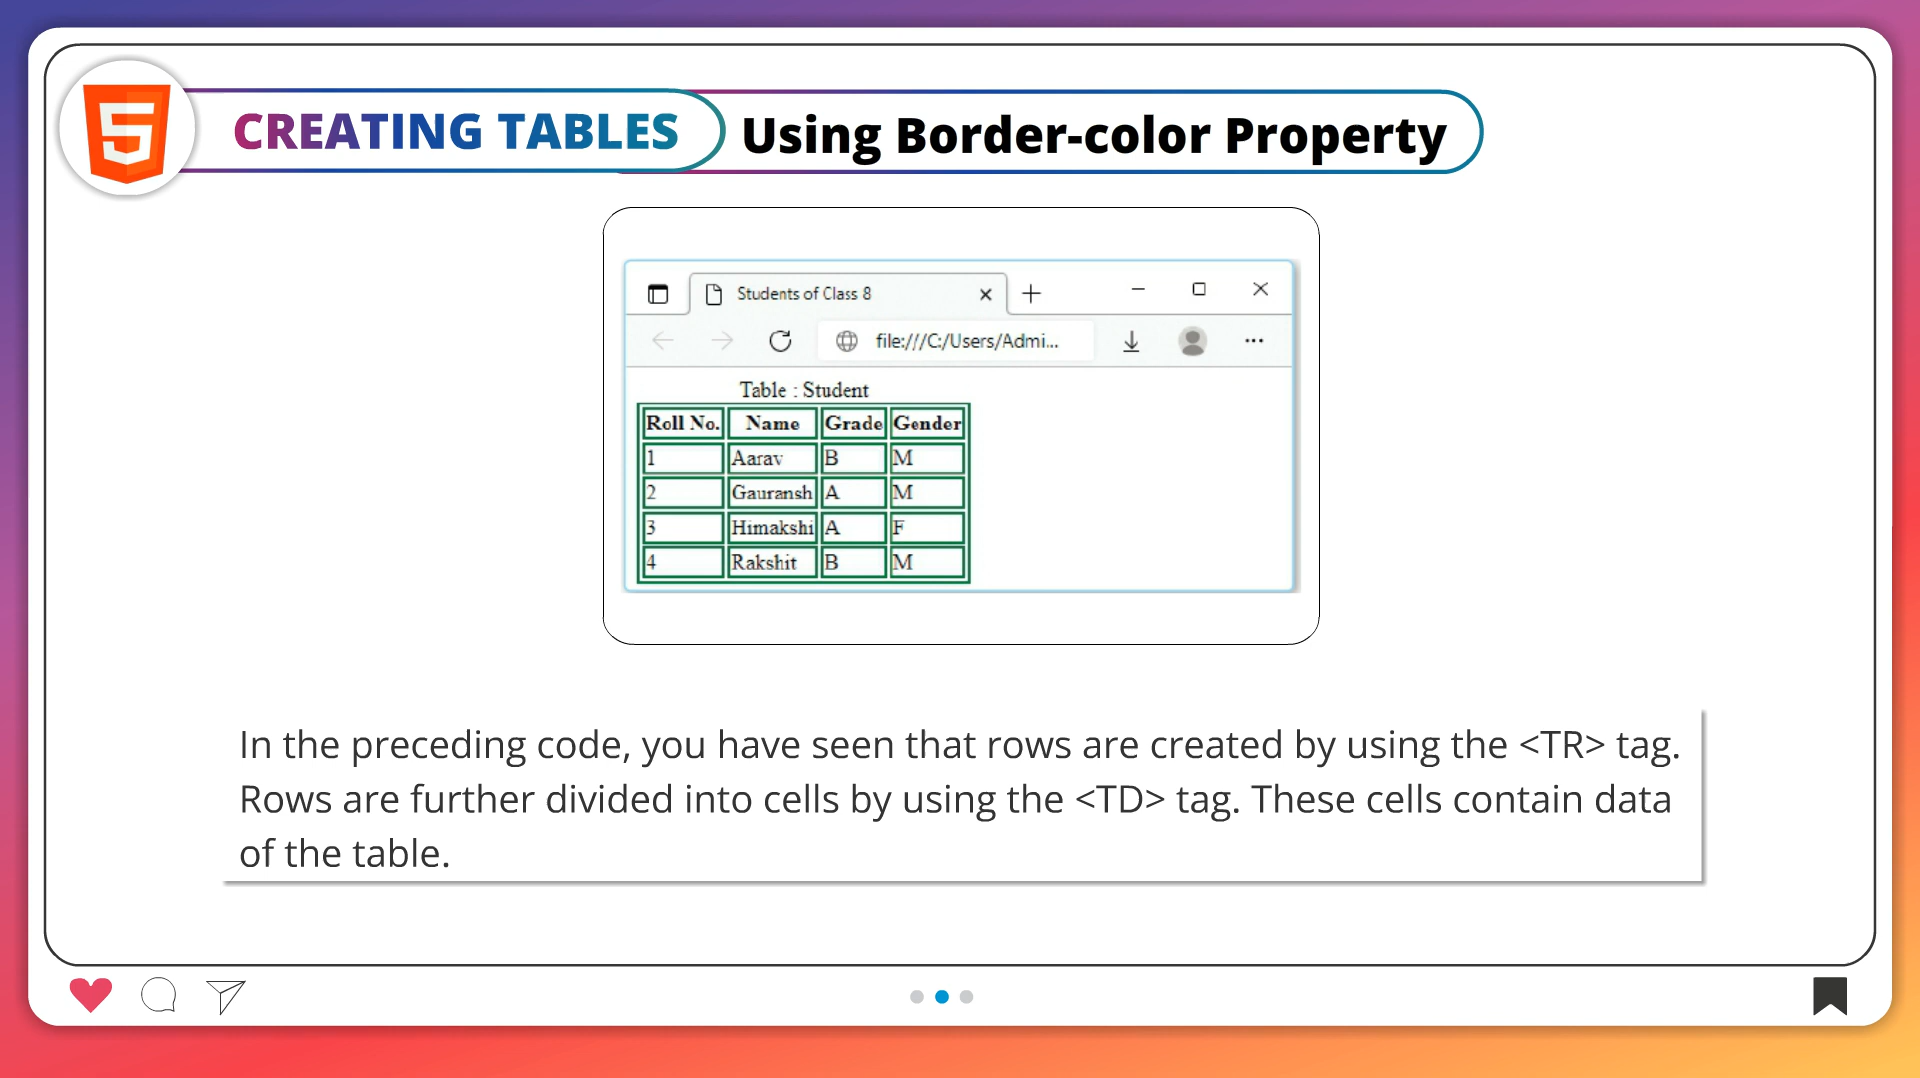 CREATING TABLES Using Border-color Property
Students of Class 8
file:///C:/Users/Admi...
Table : Student
Roll No. Name Grade Gender
1 Aarav B M
2 Gauransh A M
3 Himakshi A F
4 Rakshit B M
In the preceding code, you have seen that rows are created by using the <TR> tag.
Rows are further divided into cells by using the <TD> tag. These cells contain data
of the table.